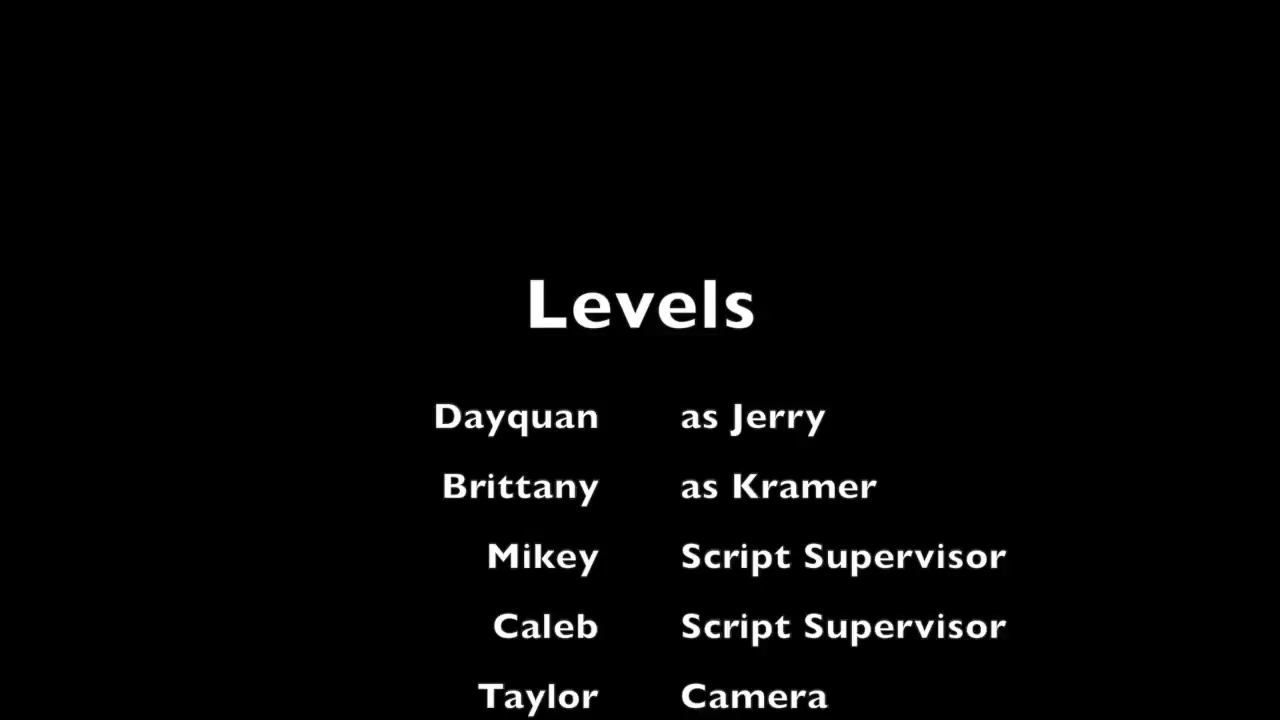 Levels
Dayquan as Jerry
Brittany as Kramer
Mikey Script Supervisor
Caleb Script Supervisor
Taylor Camera